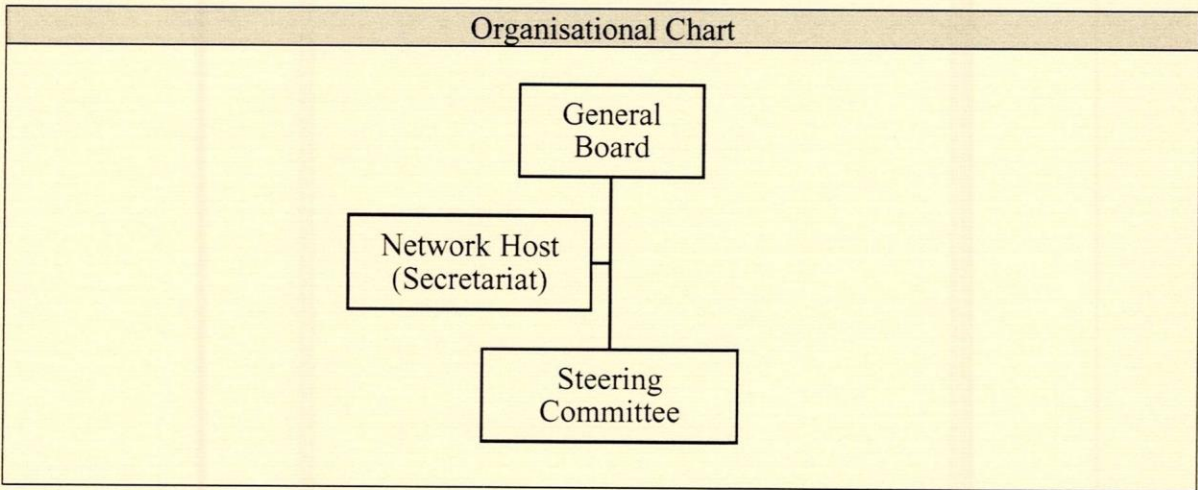 Organisational Chart
General
Board
Network Host
(Secretariat)
Steering
Committee